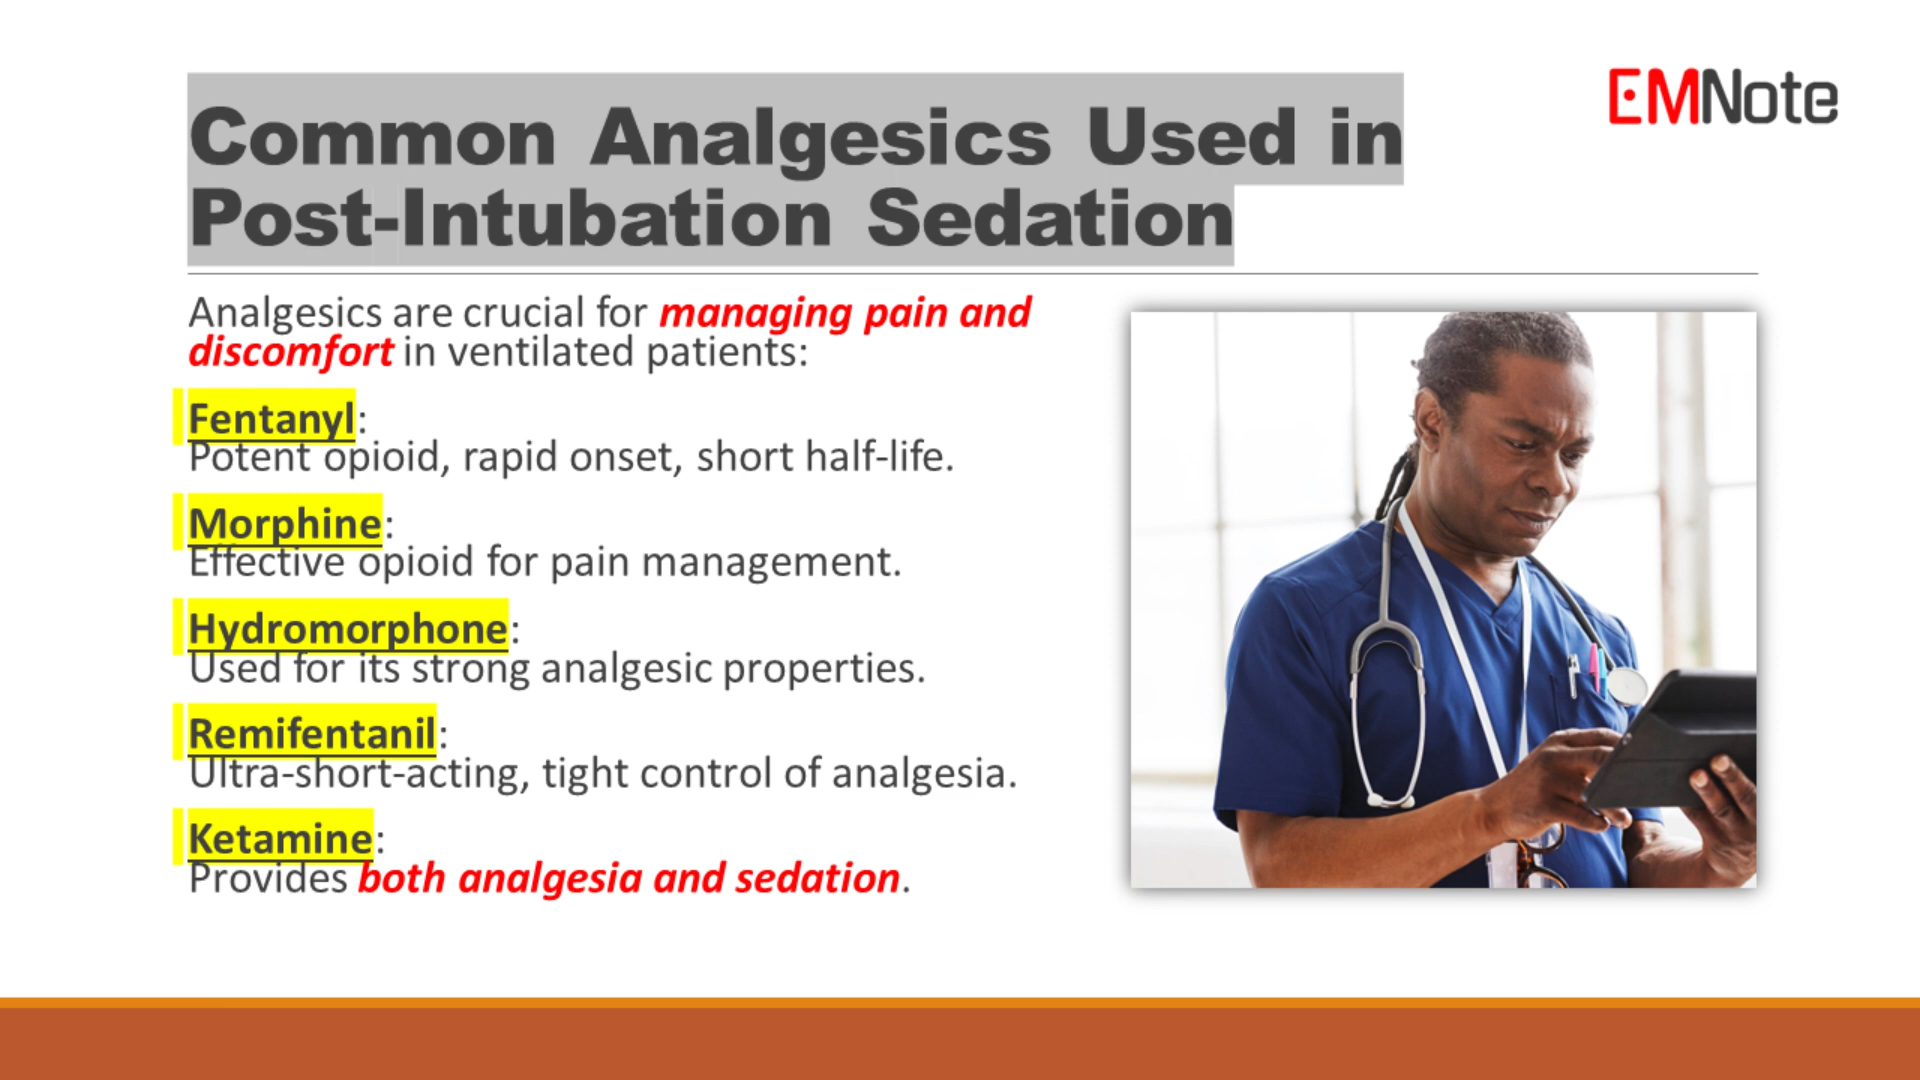 Common Analgesics Used in
Post-Intubation Sedation
EMNote
Analgesics are crucial for managing pain and
discomfort in ventilated patients:
Fentanyl:
Potent opioid, rapid onset, short half-life.
Morphine:
Effective opioid for pain management.
Hydromorphone:
Used for its strong analgesic properties.
Remifentanil:
Ultra-short-acting, tight control of analgesia.
Ketamine:
Provides both analgesia and sedation.